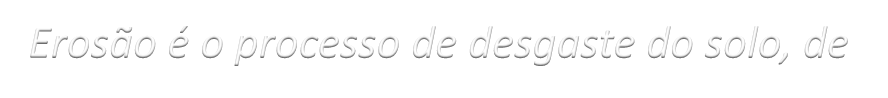 Erosão é o processo de desgaste do solo, de